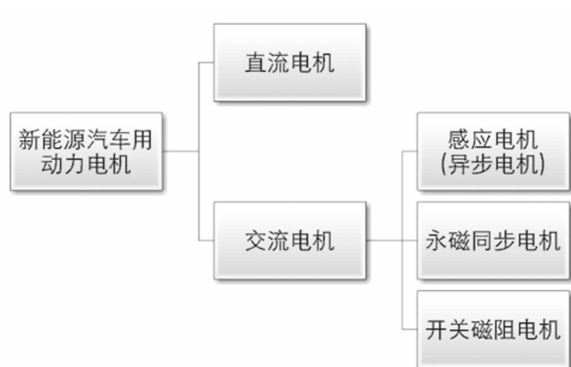 直流电机
新能源汽车用
动力电机
感应电机
(异步电机)
交流电机
永磁同步电机
开关磁阻电机